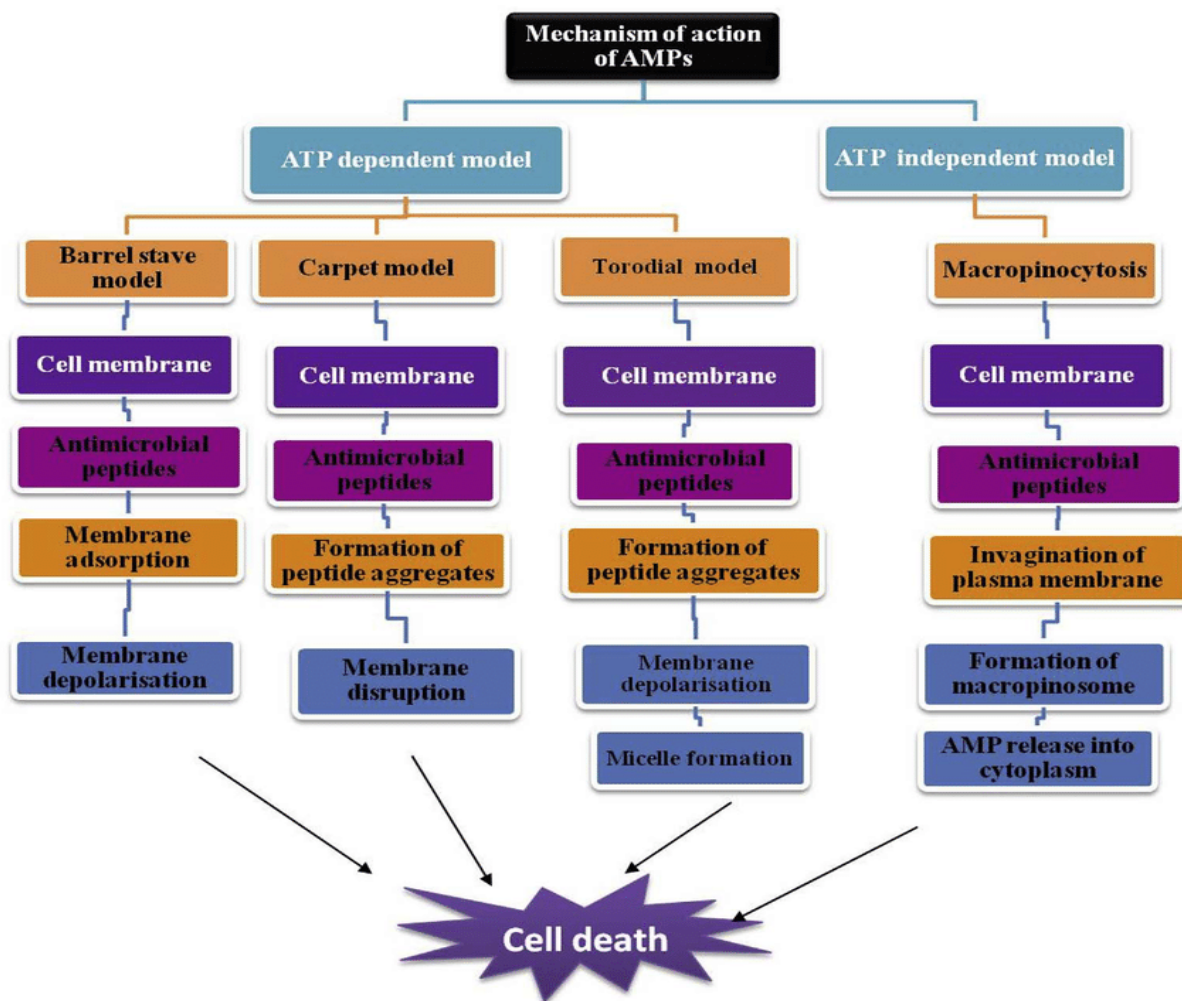 Mechanism of action
of AMPs
ATP dependent model
ATP independent model
Barrel stave
model
Carpet model
Torodial model
Macropinocytosis
Cell membrane
Cell membrane
Cell membrane
Cell membrane
Antimicrobial
peptides
Antimicrobial
peptides
Antimicrobial
peptides
Antimicrobial
peptides
Membrane
adsorption
Formation of
peptide aggregates
Formation of
peptide aggregates
Invagination of
plasma membrane
Membrane
depolarisation
Membrane
disruption
Membrane
depolarisation
Formation of
macropinosome
Micelle formation
AMP release into
cytoplasm
Cell death